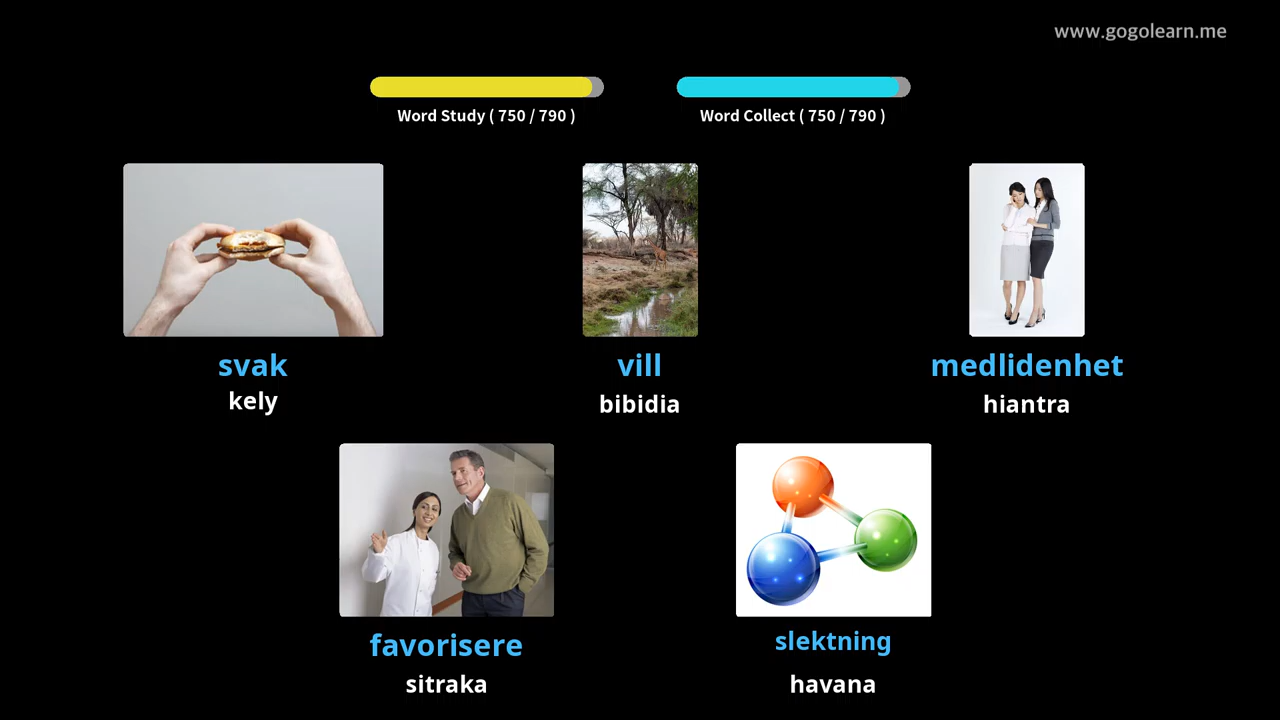 www.gogolearn.me
Word Study ( 750 / 790 )
Word Collect ( 750 / 790 )
svak
kely
vill
bibidia
medlidenhet
hiantra
favorisere
sitraka
slektning
havana